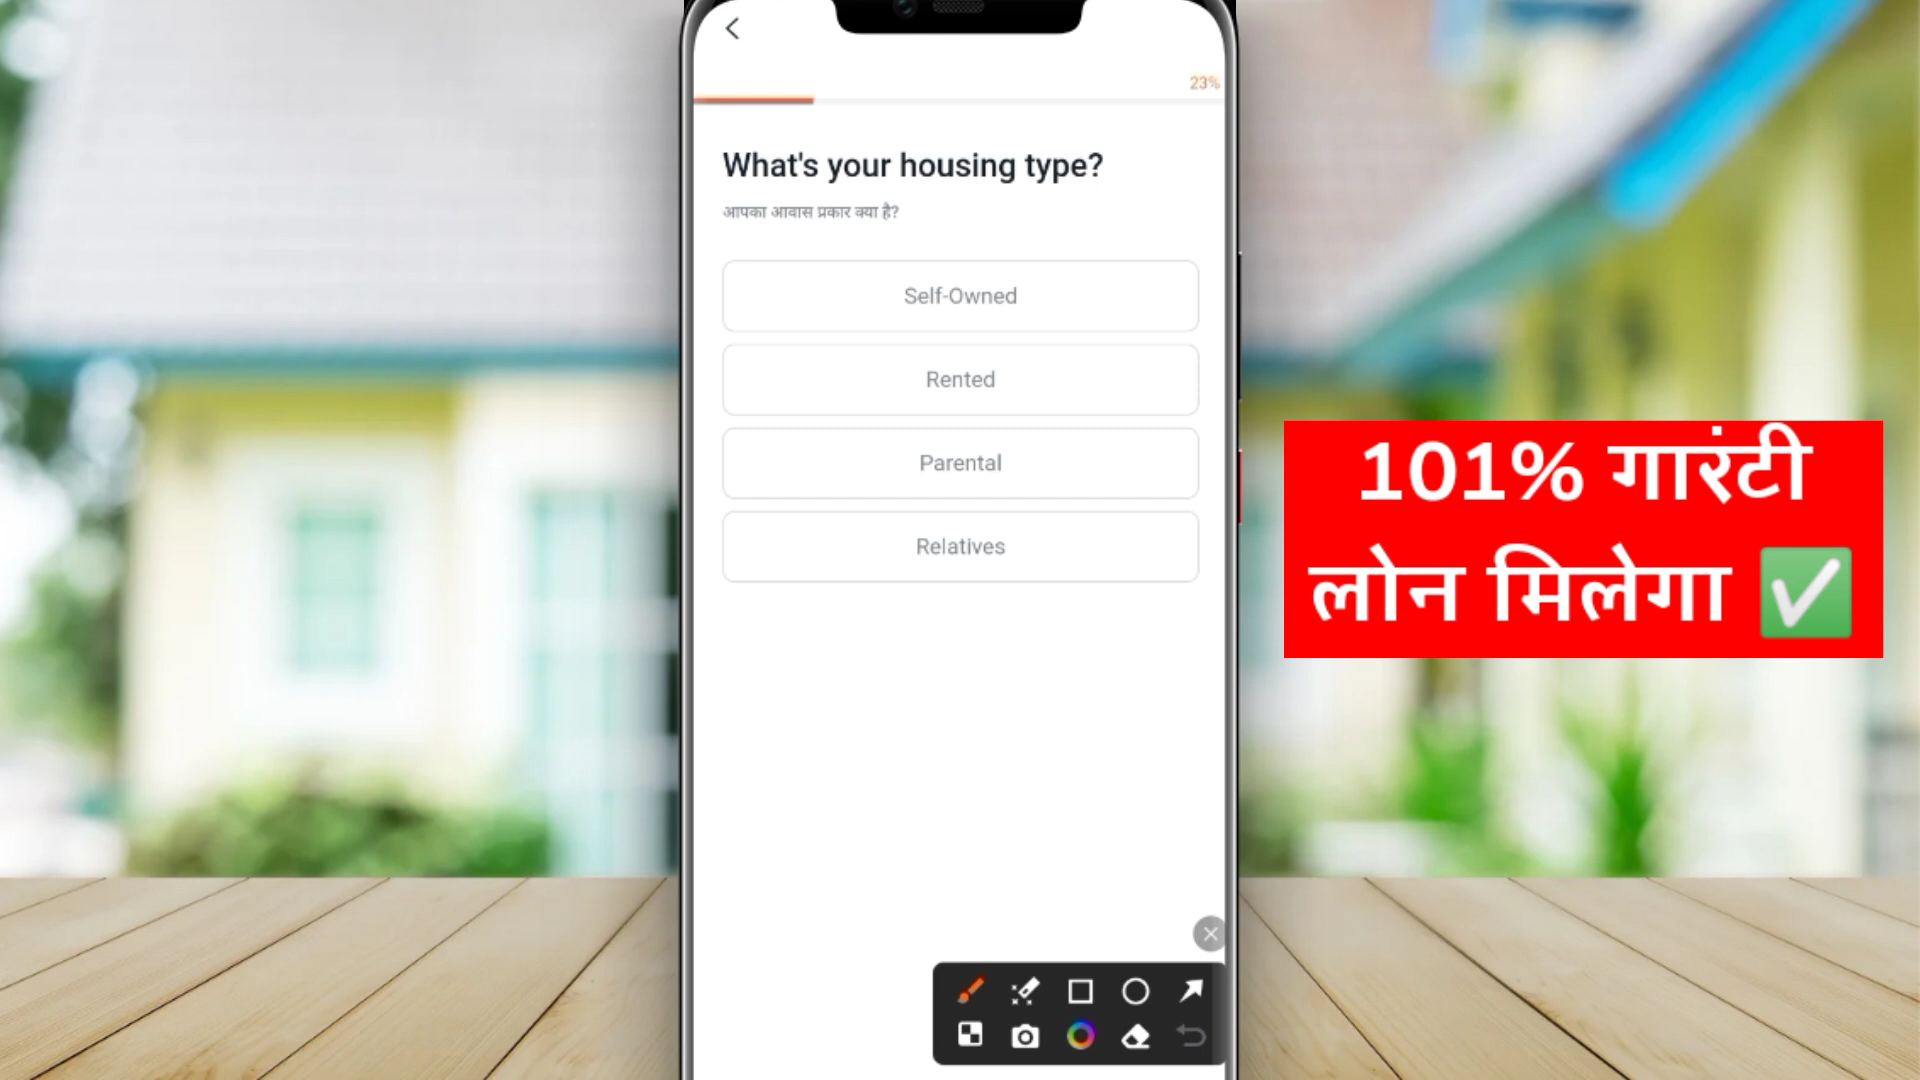 23%
What's your housing type?
आपका आवास प्रकार क्या है?
Self-Owned
Rented
Parental
Relatives
101% गारंटी
लोन मिलेगा ✅